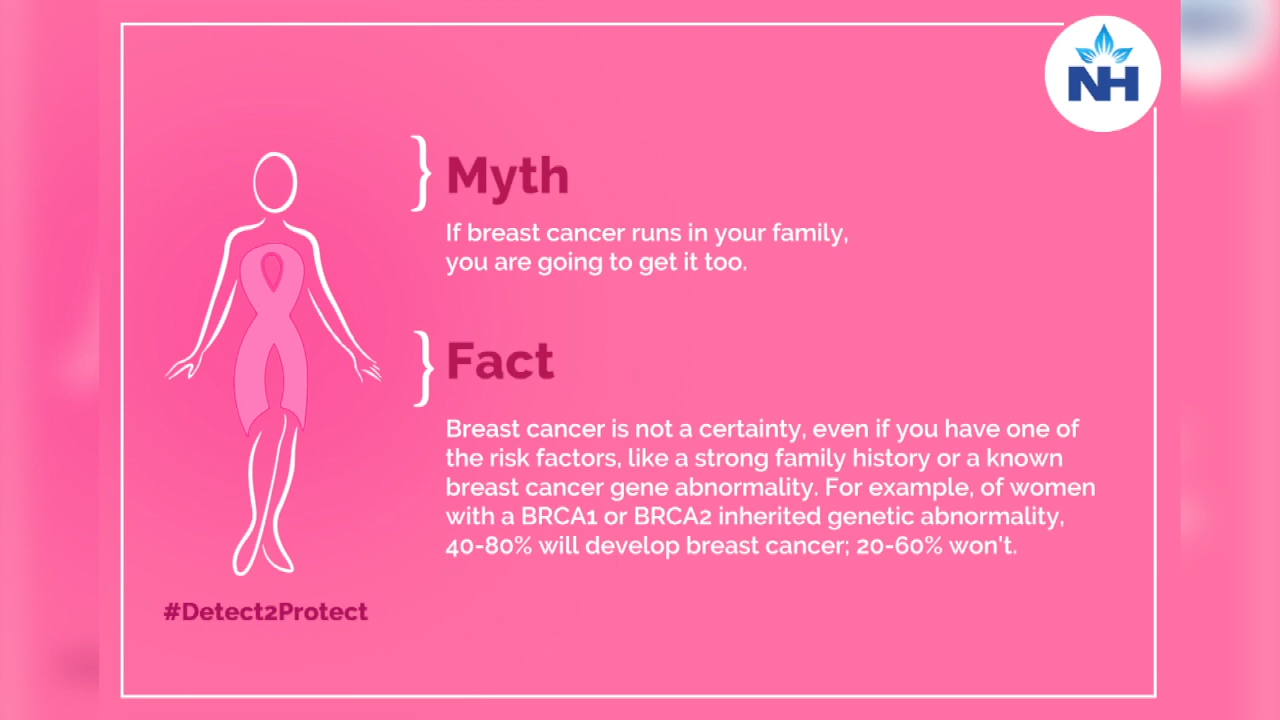 NH
Myth
If breast cancer runs in your family,
you are going to get it too.
Fact
Breast cancer is not a certainty, even if you have one of
the risk factors, like a strong family history or a known
breast cancer gene abnormality. For example, of women
with a BRCA1 or BRCA2 inherited genetic abnormality,
40-80% will develop breast cancer; 20-60% won't.
#Detect2Protect